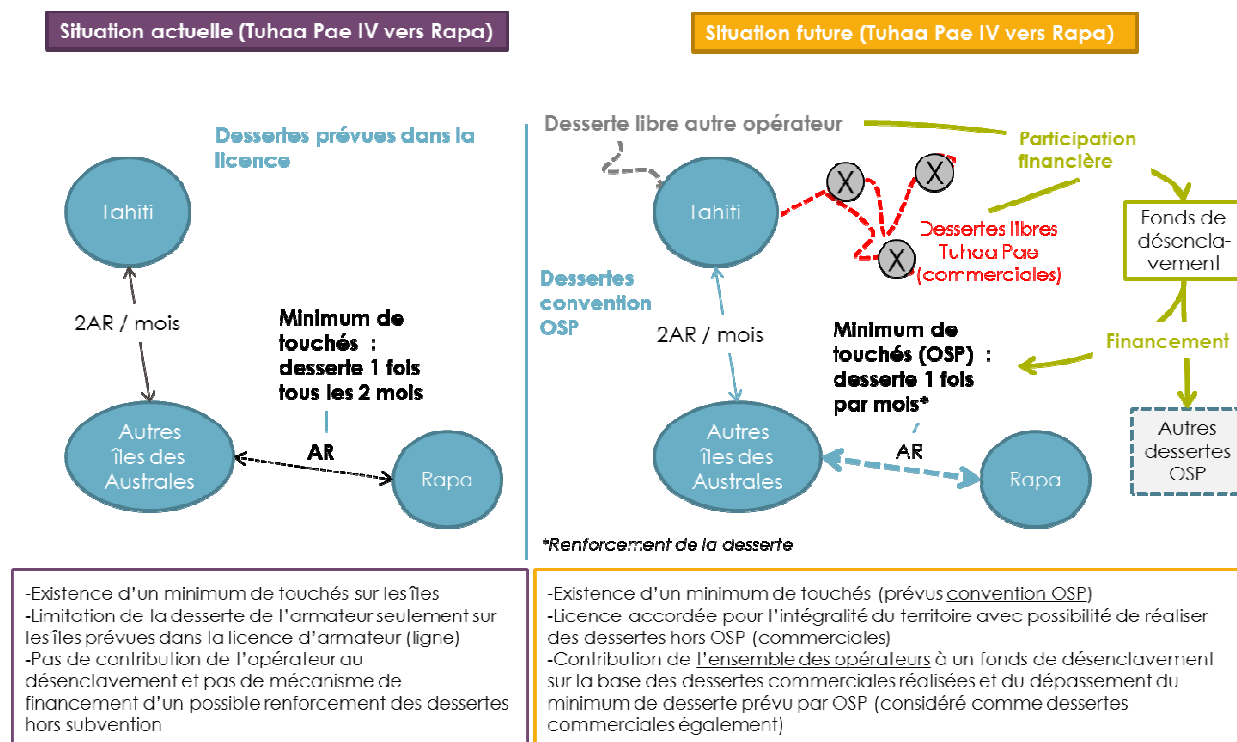 Situation actuelle (Tuhaa Pae IV vers Rapa)
Dessertes prévues dans la
licence
Tahiti
2AR / mois
Minimum de
touchés :
desserte 1 fois
tous les 2 mois
AR
Autres
îles des
Australes
Rapa
-Existence d'un minimum de touchés sur les îles
-Limitation de la desserte de l'armateur seulement sur
les îles prévues dans la licence d'armateur (ligne)
-Pas de contribution de l'opérateur au
désenclavement et pas de mécanisme de
financement d'un possible renforcement des dessertes
hors subvention
Situation future (Tuhaa Pae IV vers Rapa)
Desserte libre autre opérateur
Participation
financière
Tahiti
X
X
X
Dessertes libres
Tuhaa Pae
(commerciales)
Fonds de
désencla-
vement
Dessertes
convention
OSP
2AR / mois
Minimum de
touchés (OSP) :
desserte 1 fois
par mois*
Financement
AR
Autres
îles des
Australes
Rapa
Autres
dessertes
OSP
*Renforcement de la desserte
-Existence d'un minimum de touchés (prévus convention OSP)
-Licence accordée pour l'intégralité du territoire avec possibilité de réaliser
des dessertes hors OSP (commerciales)
-Contribution de l'ensemble des opérateurs à un fonds de désenclavement
sur la base des dessertes commerciales réalisées et du dépassement du
minimum de desserte prévu par OSP (considéré comme dessertes
commerciales également)